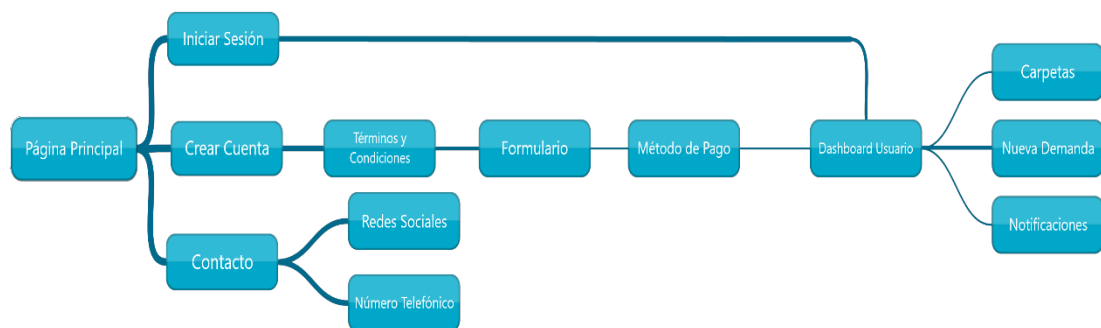 Iniciar Sesión
Carpetas
Página Principal
Crear Cuenta
Términos y
Condiciones
Formulario
Método de Pago
Dashboard Usuario
Nueva Demanda
Redes Sociales
Notificaciones
Contacto
Número Telefónico